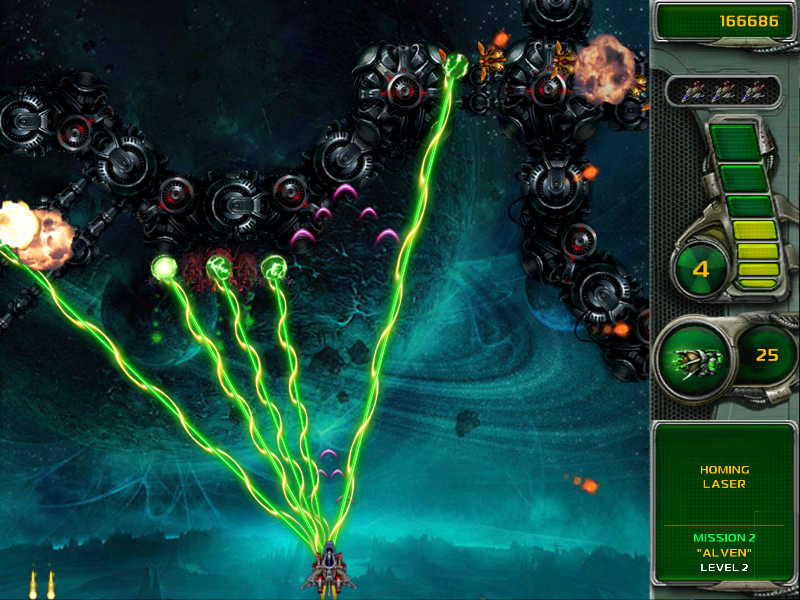 166686
4
25
HOMING
LASER
MISSION 2
"ALVEN"
LEVEL 2